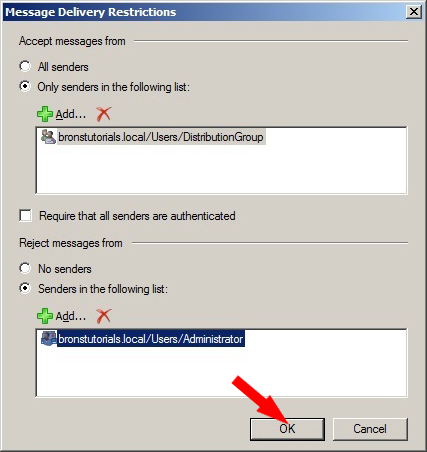 Message Delivery Restrictions
Accept messages from
All senders
Only senders in the following list:
Add...
bronstutorials.local/Users/DistributionGroup
Require that all senders are authenticated
Reject messages from
No senders
Senders in the following list:
Add...
bronstutorials.local/Users/Administrator
OK Cancel